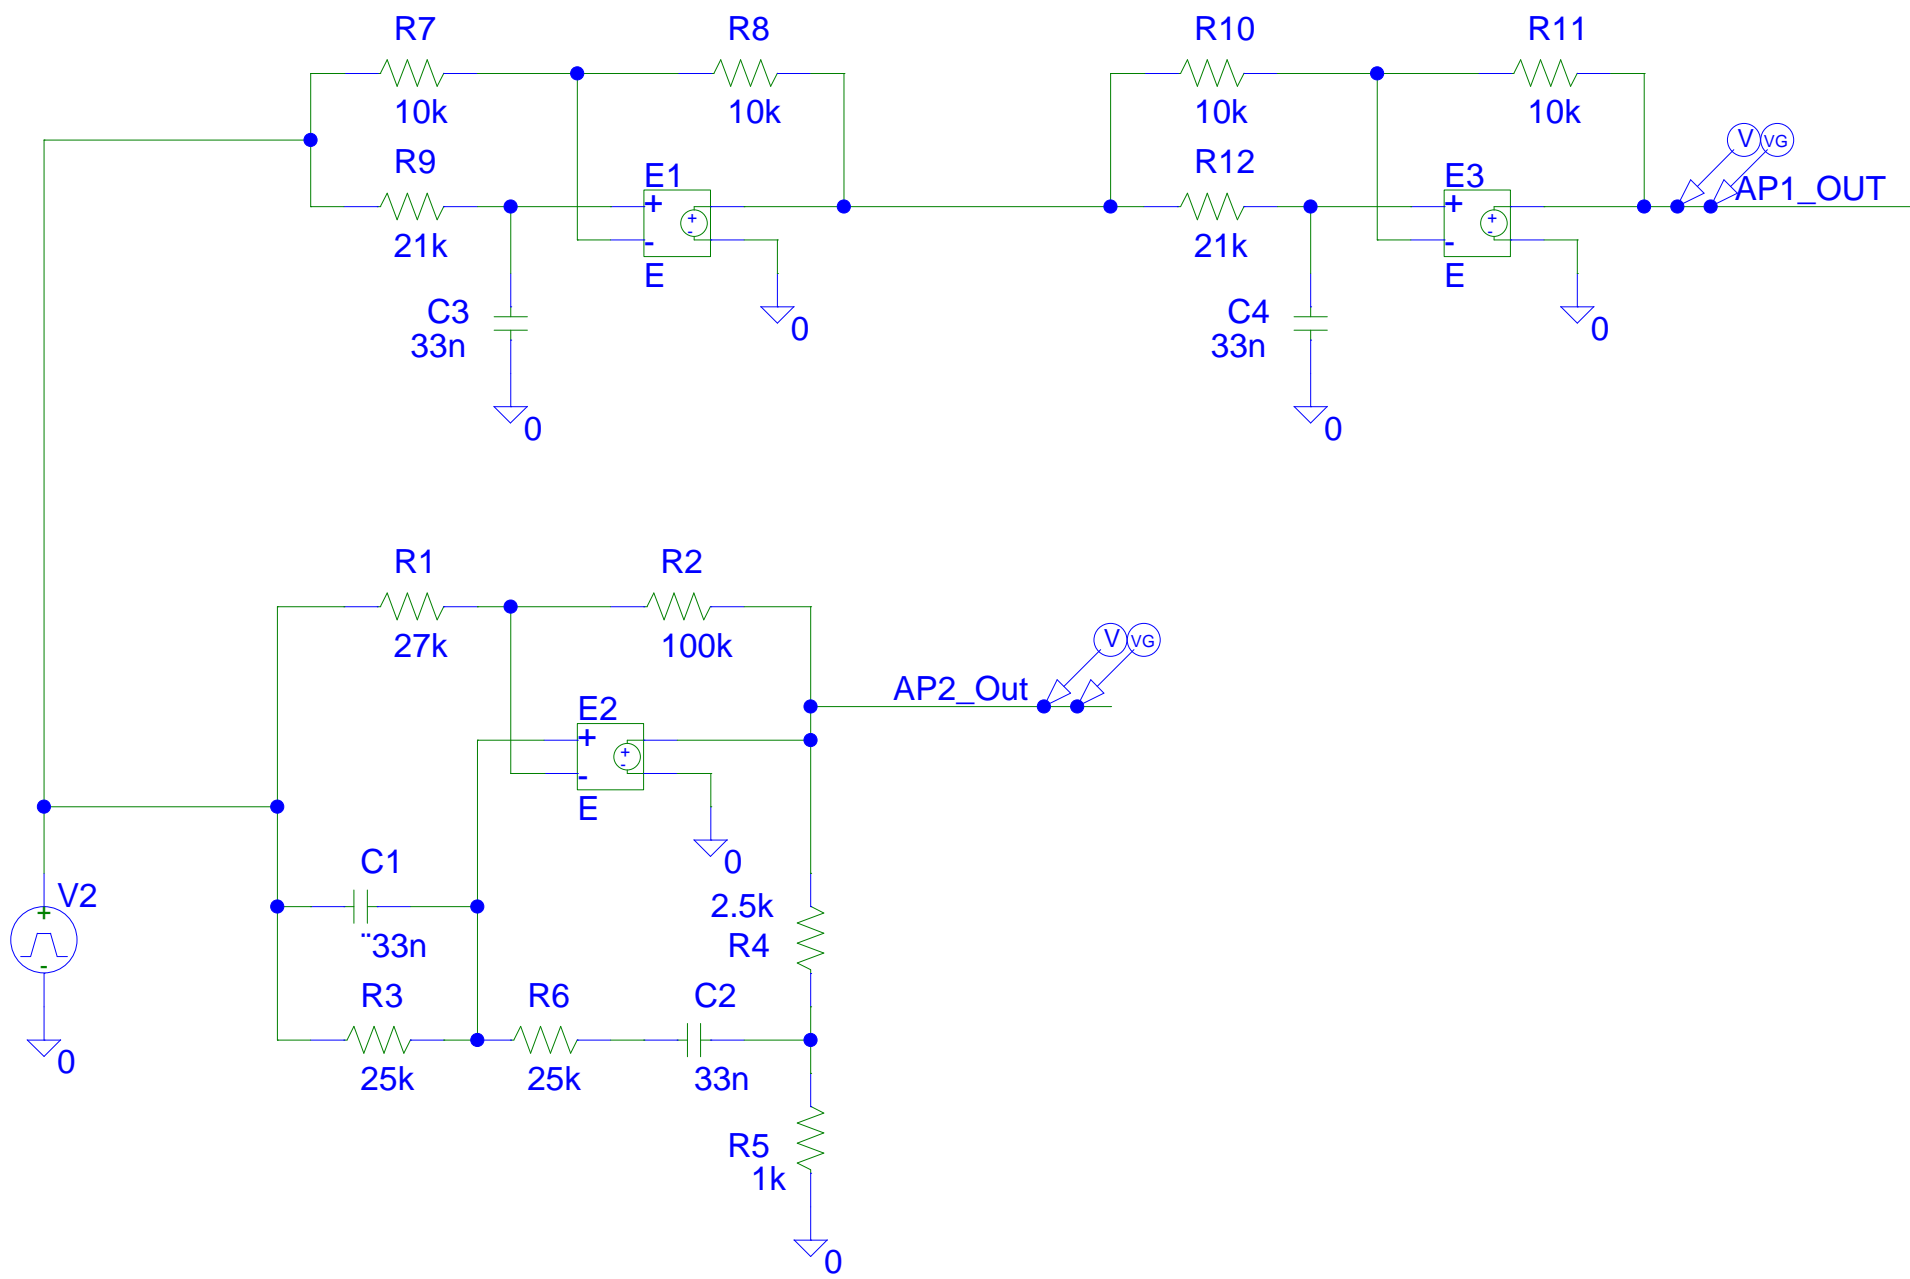 R7
R8
R10
R11
10k
10k
10k
10k
V
VG
R9
E1
R12
E3
AP1_OUT
+
+
-
+
+
-
21k
-
21k
-
E
E
C3
0
C4
0
33n
33n
0
0
R1
R2
27k
100k
V
VG
AP2_Out
E2
+
+
-
-
E
C1
0
V2
2.5k
+
¨33n
R4
-
R3
R6
C2
0
25k
25k
33n
R5
1k
0